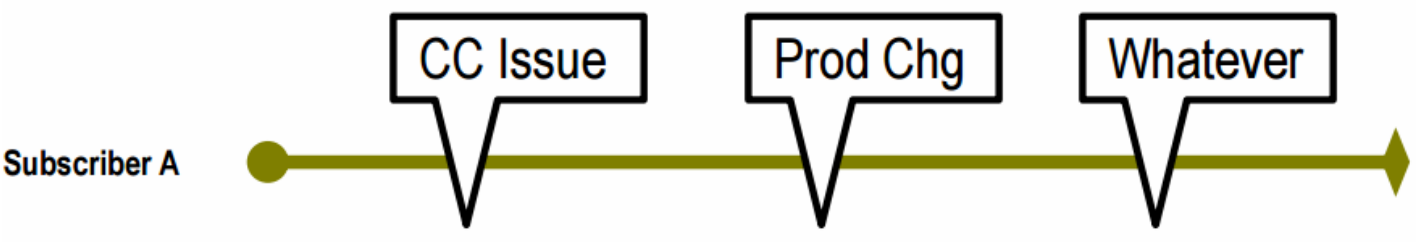 CC Issue
Prod Chg
Whatever
Subscriber A